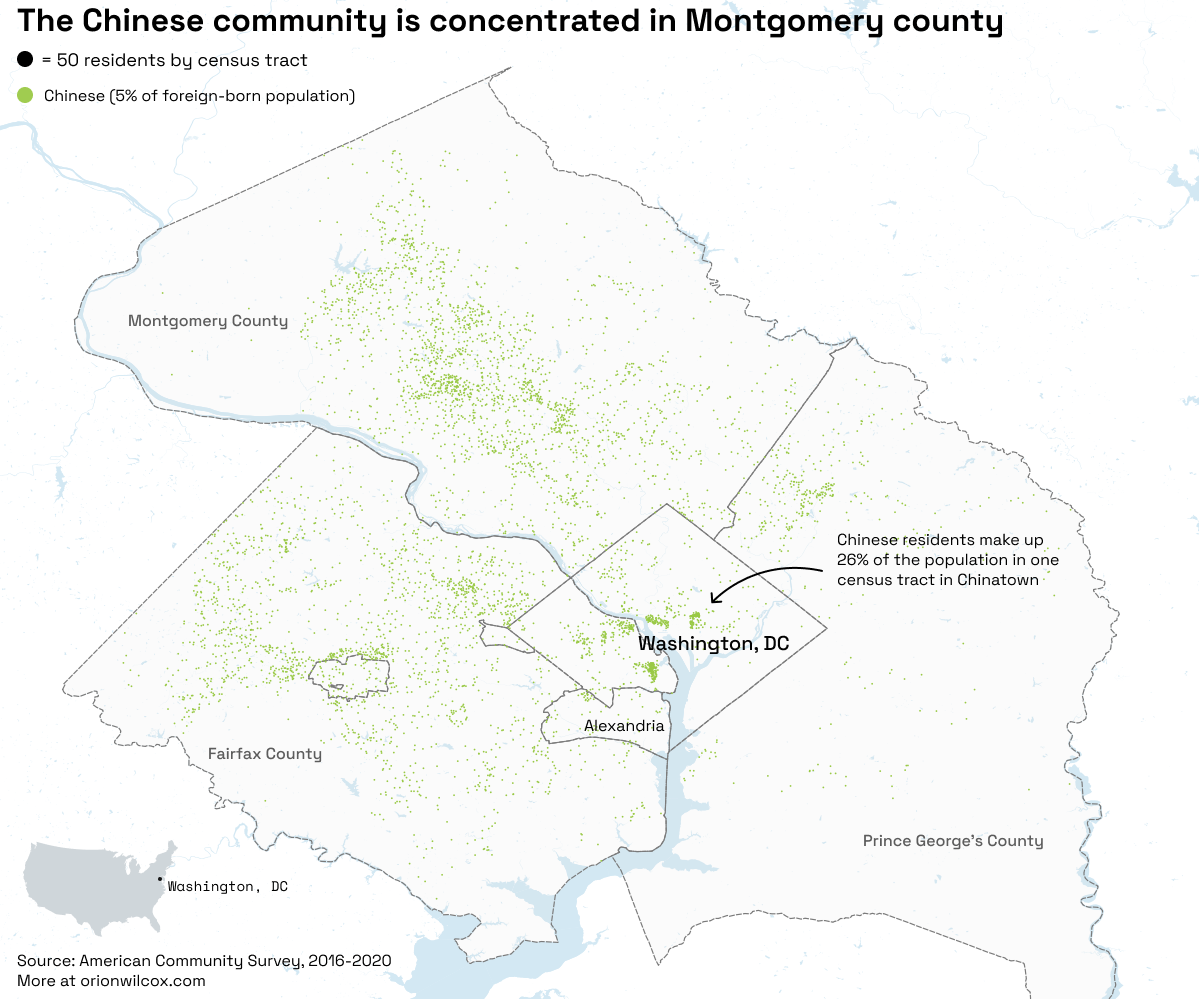 The Chinese community is concentrated in Montgomery county
= 50 residents by census tract
Chinese (5% of foreign-born population)
Montgomery County
Chinese residents make up
26% of the population in one
census tract in Chinatown
Washington, DC
Alexandria
Fairfax County
Prince George's County
Washington, DC
Source: American Community Survey, 2016-2020
More at orionwilcox.com